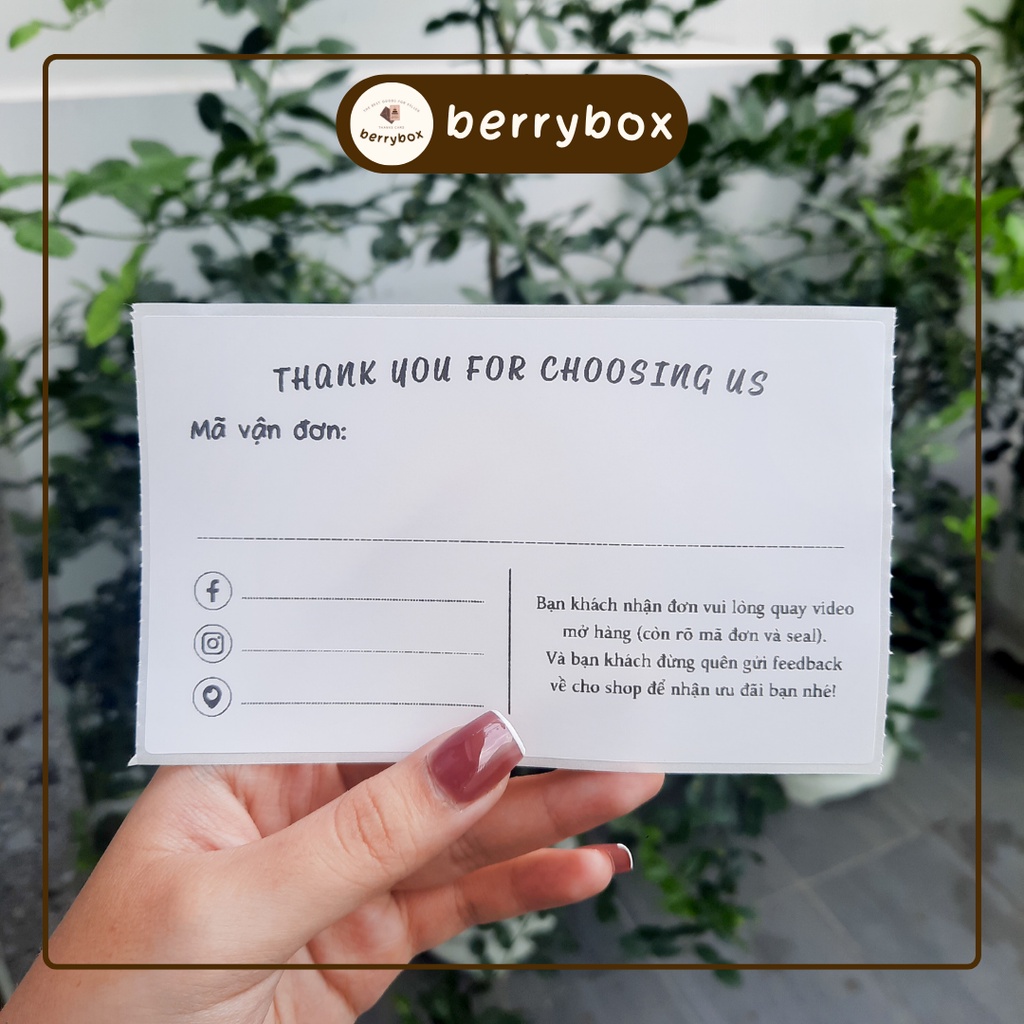 berrybox
berrybox
THANK YOU FOR CHOOSING US
Mã vận đơn:
Bạn khách nhận đơn vui lòng quay video
mở hàng (còn rõ mã đơn và seal).
Và bạn khách đừng quên gửi feedback
về cho shop để nhận ưu đãi bạn nhé!